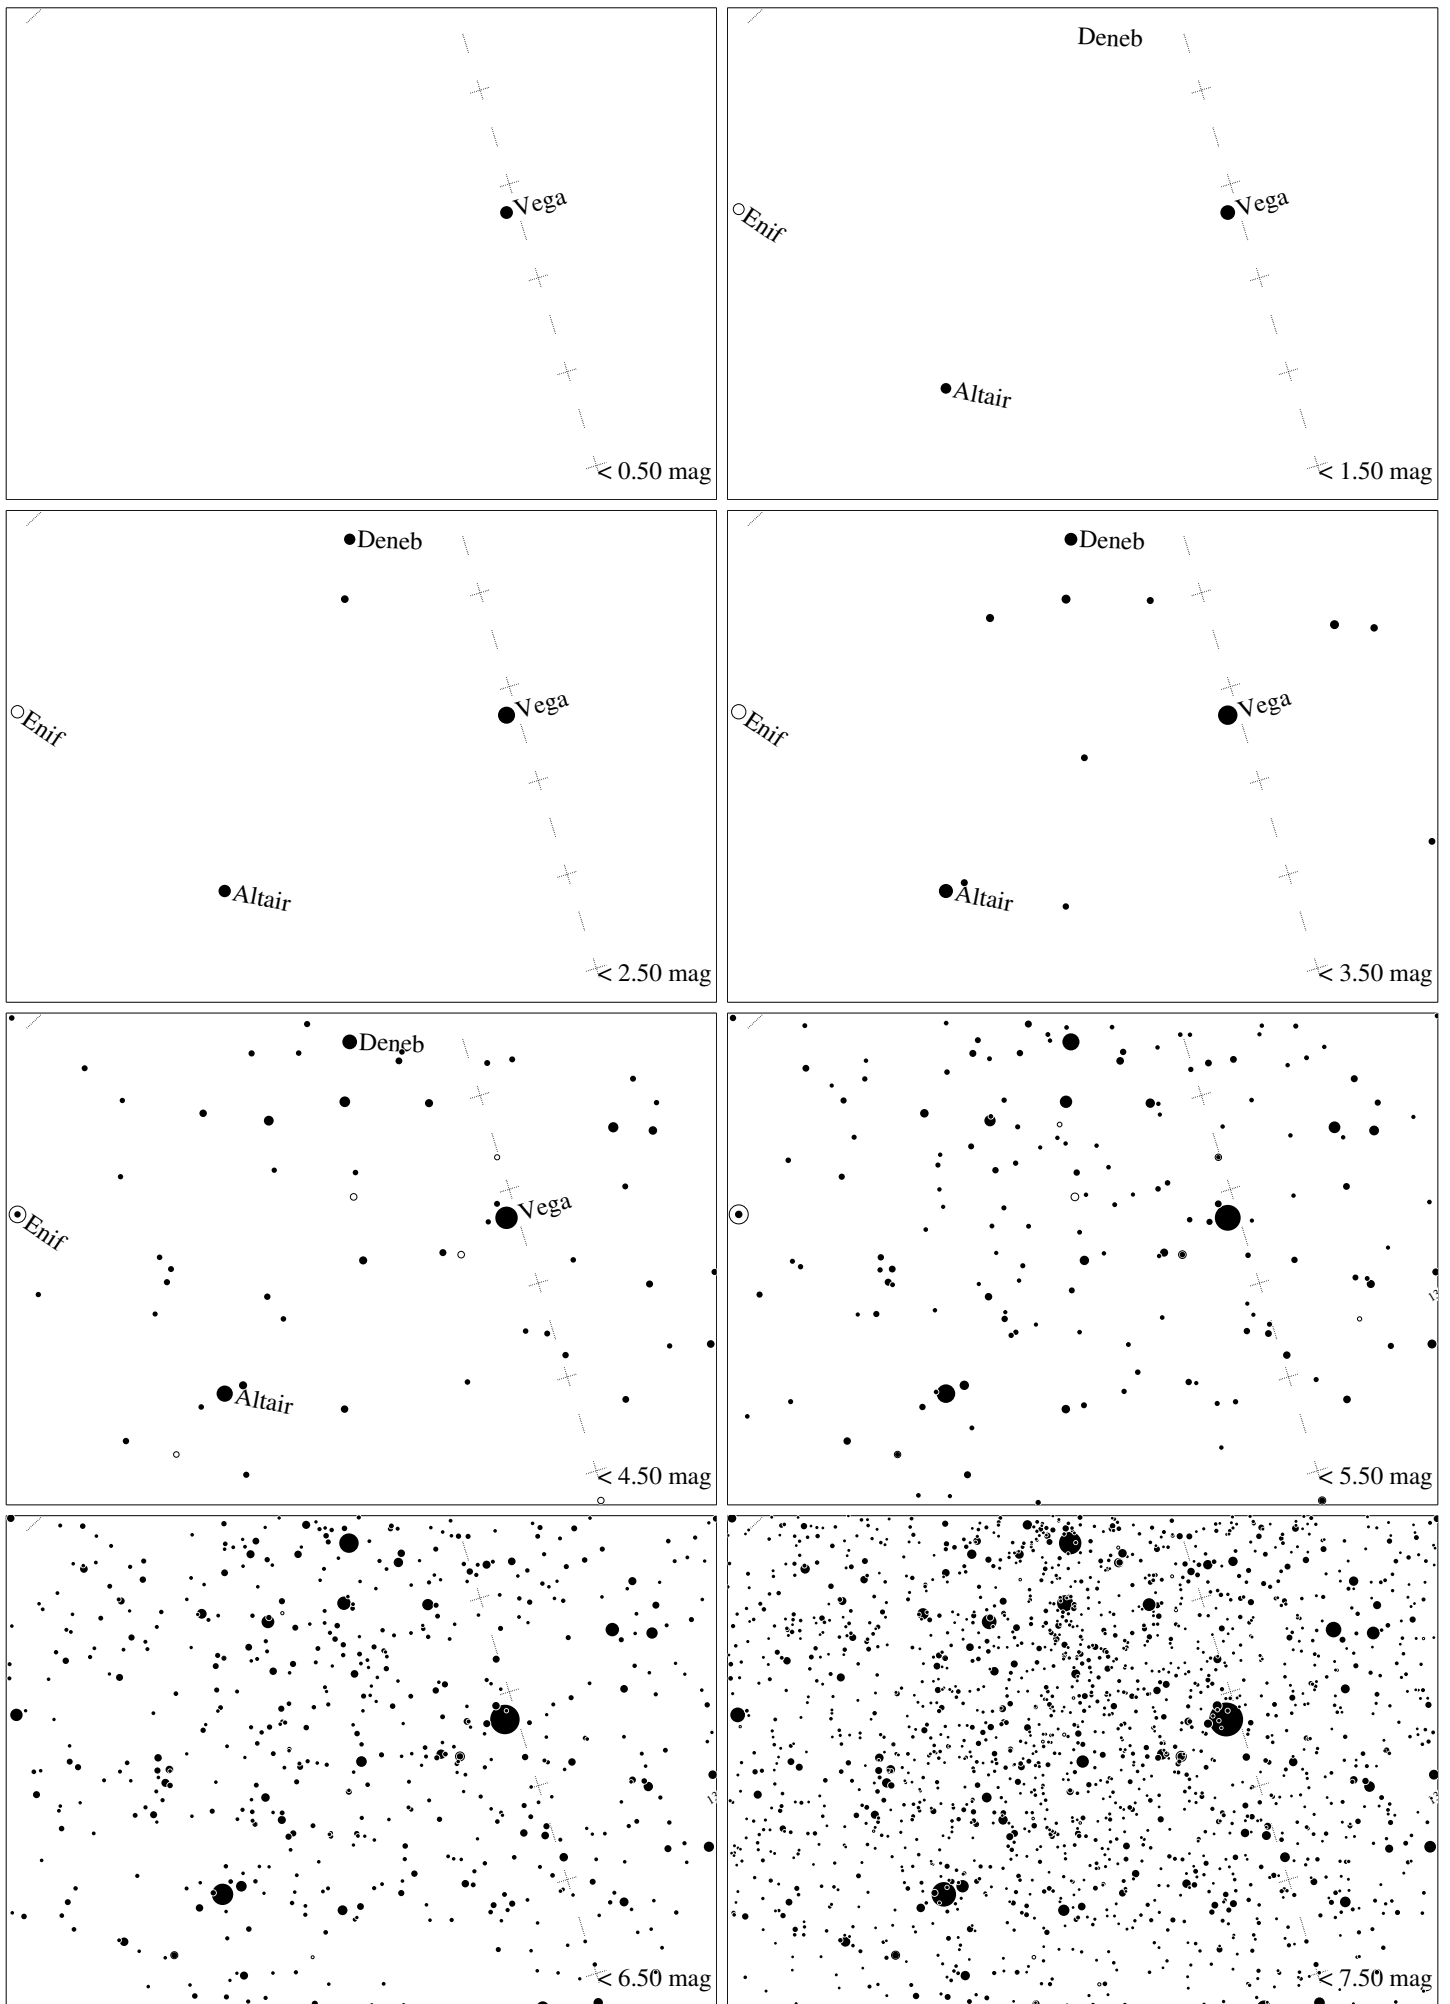 Vega
< 0.50 mag
Deneb
Vega
Enif
Altair
< 1.50 mag
Deneb
Vega
Enif
Altair
< 2.50 mag
Deneb
Vega
Enif
Altair
< 3.50 mag
Deneb
Vega
Enif
Altair
< 4.50 mag
< 5.50 mag
< 6.50 mag
< 7.50 mag